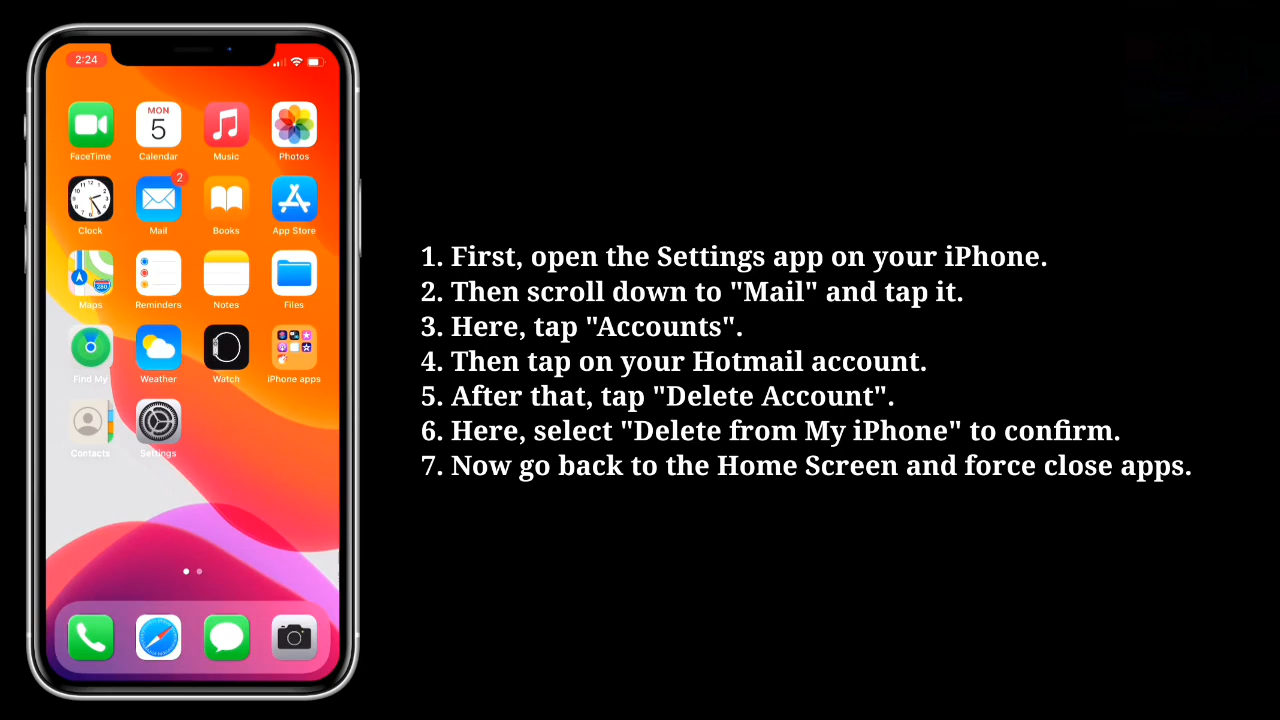 2:24
MON
5
FaceTime
Calendar
Music
Photos
2
Clock
Mail
Books
App Store
280
Maps
Reminders
Notes
Files
Find My
Weather
Watch
iPhone apps
Contacts
Settings
1. First, open the Settings app on your iPhone.
2. Then scroll down to "Mail" and tap it.
3. Here, tap "Accounts".
4. Then tap on your Hotmail account.
5. After that, tap "Delete Account".
6. Here, select "Delete from My iPhone" to confirm.
7. Now go back to the Home Screen and force close apps.